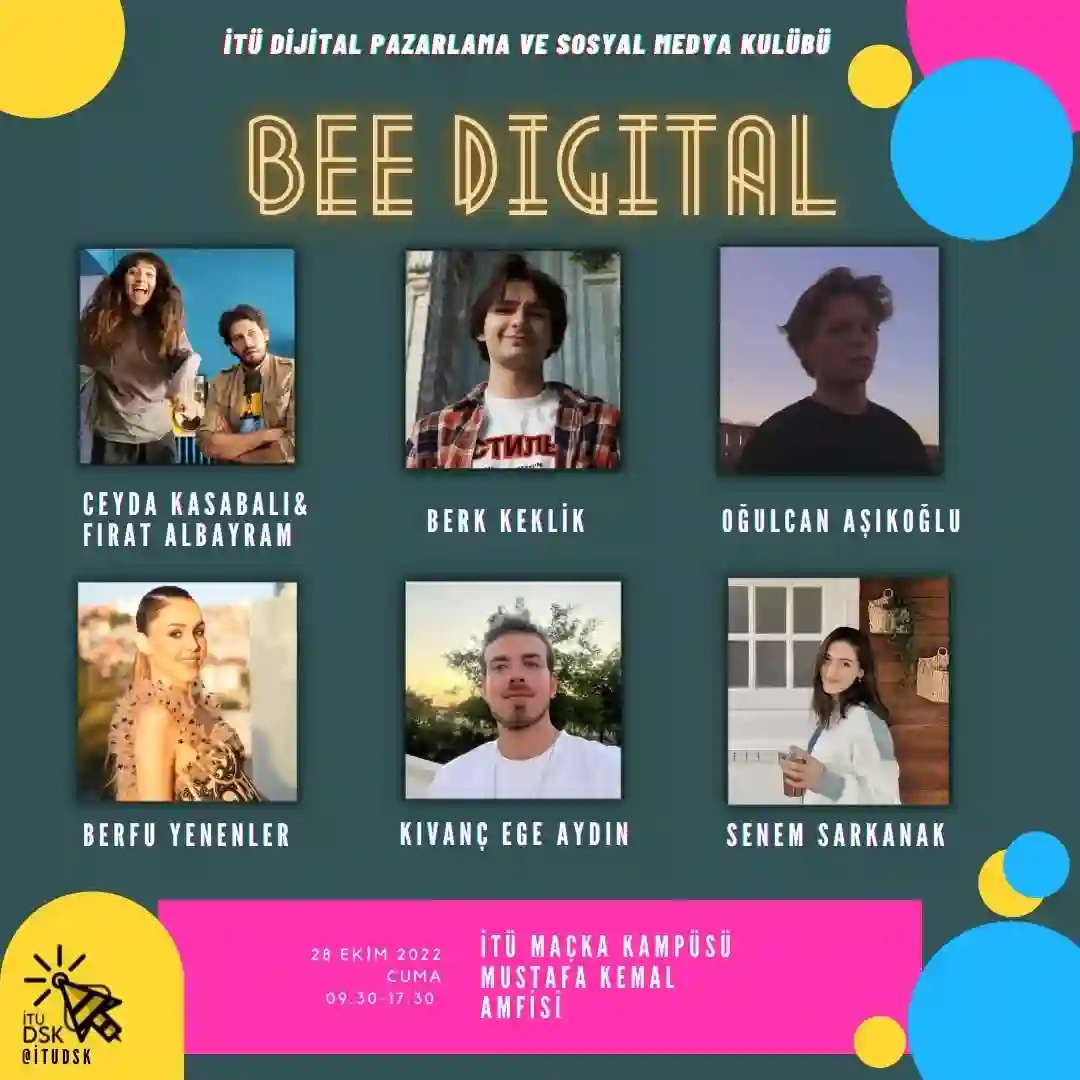 İTÜ DİJİTAL PAZARLAMA VE SOSYAL MEDYA KULÜBÜ
BEE DIGITAL
СТИЛЬ
CEYDA KASABALI&
FIRAT ALBAYRAM
BERK KEKLİK
OĞULCAN AŞIKOĞLU
BERFU YENENLER
KIVANÇ EGE AYDIN
SENEM SARKANAK
28 EKİM 2022
CUMA
09.30-17.30
İTÜ MAÇKA KAMPÜSÜ
MUSTAFA KEMAL
AMFİSİ
İTÜ
DSK
@İTUDSK